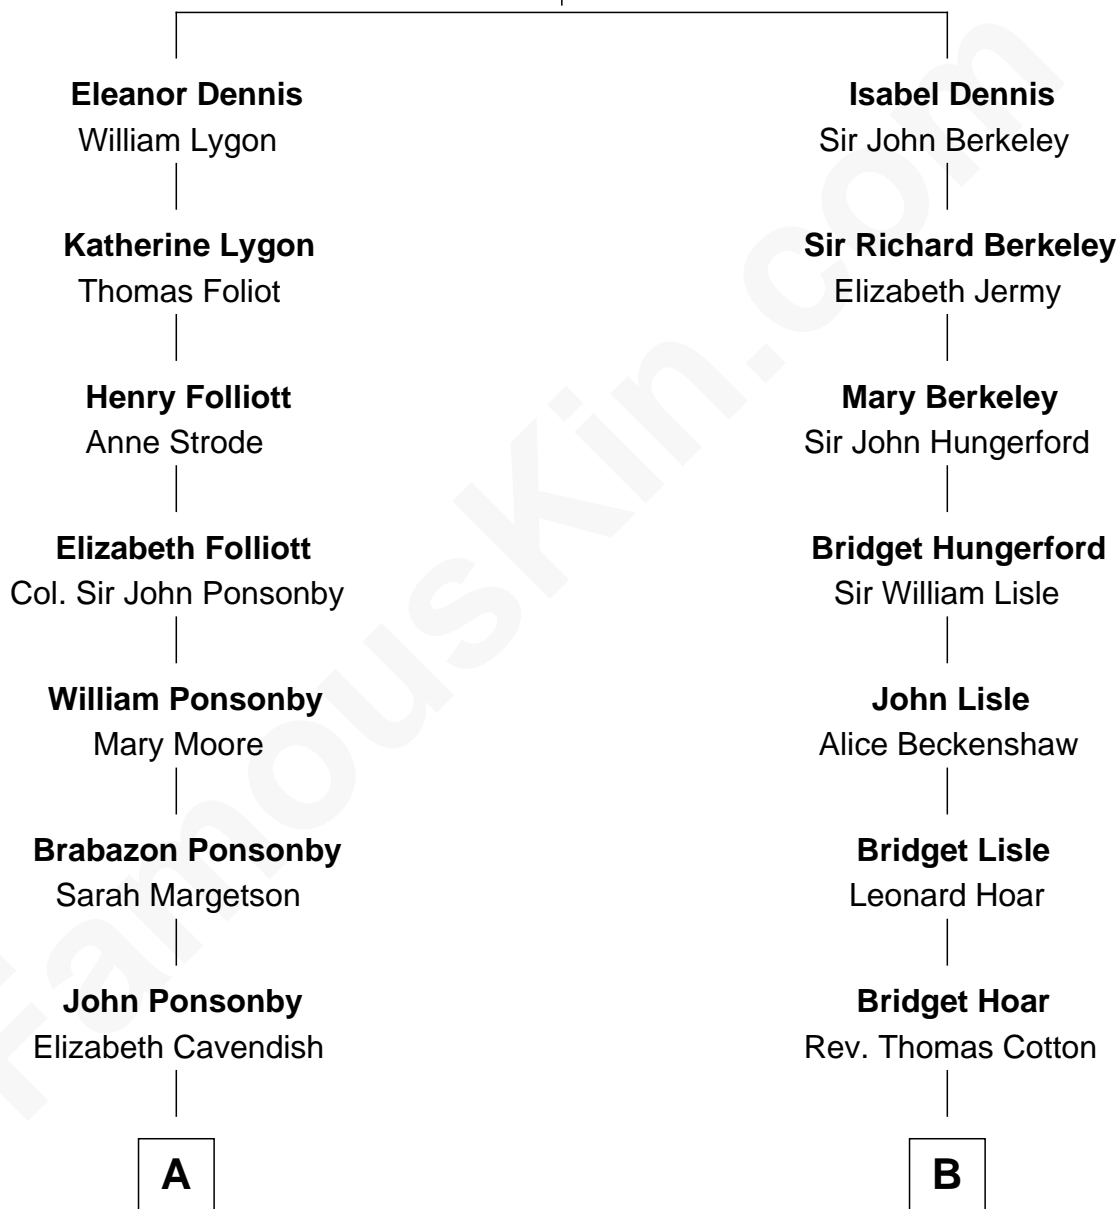 Eleanor Dennis
William Lygon
Katherine Lygon
Thomas Foliot
Henry Folliott
Anne Strode
Elizabeth Folliott
Col. Sir John Ponsonby
William Ponsonby
Mary Moore
Brabazon Ponsonby
Sarah Margetson
John Ponsonby
Elizabeth Cavendish
A
Isabel Dennis
Sir John Berkeley
Sir Richard Berkeley
Elizabeth Jermy
Mary Berkeley
Sir John Hungerford
Bridget Hungerford
Sir William Lisle
John Lisle
Alice Beckenshaw
Bridget Lisle
Leonard Hoar
Bridget Hoar
Rev. Thomas Cotton
B
FamousKin.com